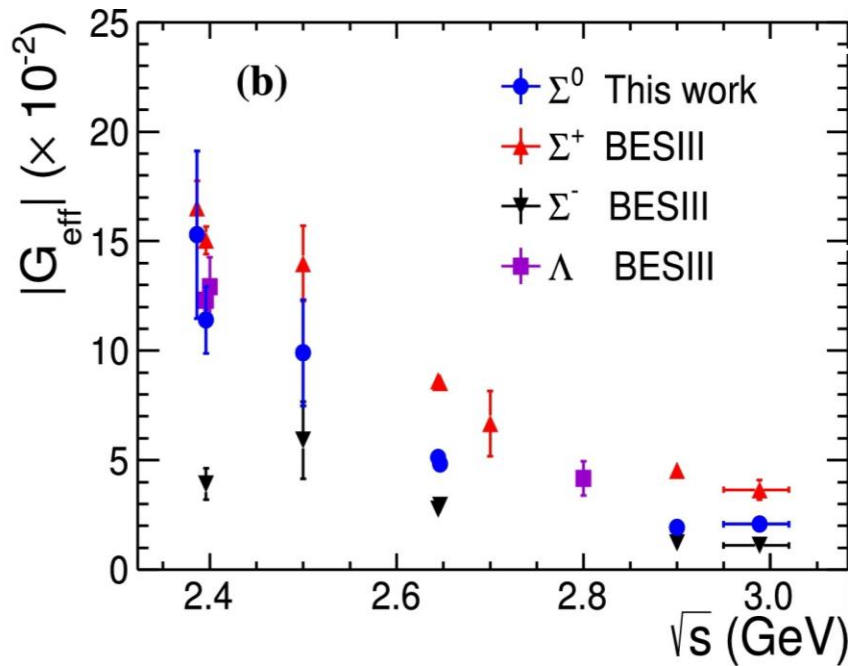 25
20
15
10
5
0
|G_eff| (× 10⁻²)
(b)
Σ⁰ This work
Σ⁺ BESIII
Σ⁻ BESIII
Λ BESIII
2.4 2.6 2.8 3.0
√s (GeV)